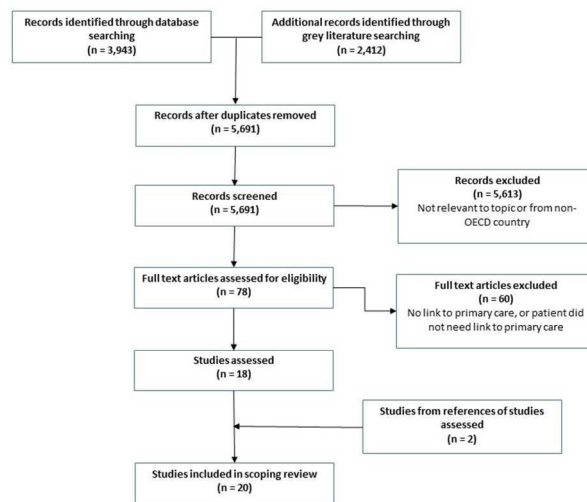 Records identified through database
searching
(n = 3,943)
Additional records identified through
grey literature searching
(n = 2,412)
Records after duplicates removed
(n = 5,691)
Records screened
(n = 5,691)
Records excluded
(n = 5,613)
Not relevant to topic or from non-
OECD country
Full text articles assessed for eligibility
(n = 78)
Full text articles excluded
(n = 60)
No link to primary care, or patient did
not need link to primary care
Studies assessed
(n = 18)
Studies from references of studies
assessed
(n = 2)
Studies included in scoping review
(n = 20)